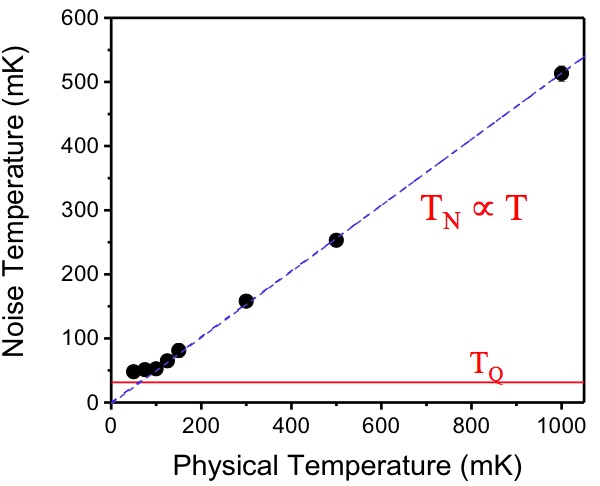 600
500
400
300
200
100
0
Noise Temperature (mK)
T_N ∝ T
T_Q
0 200 400 600 800 1000
Physical Temperature (mK)